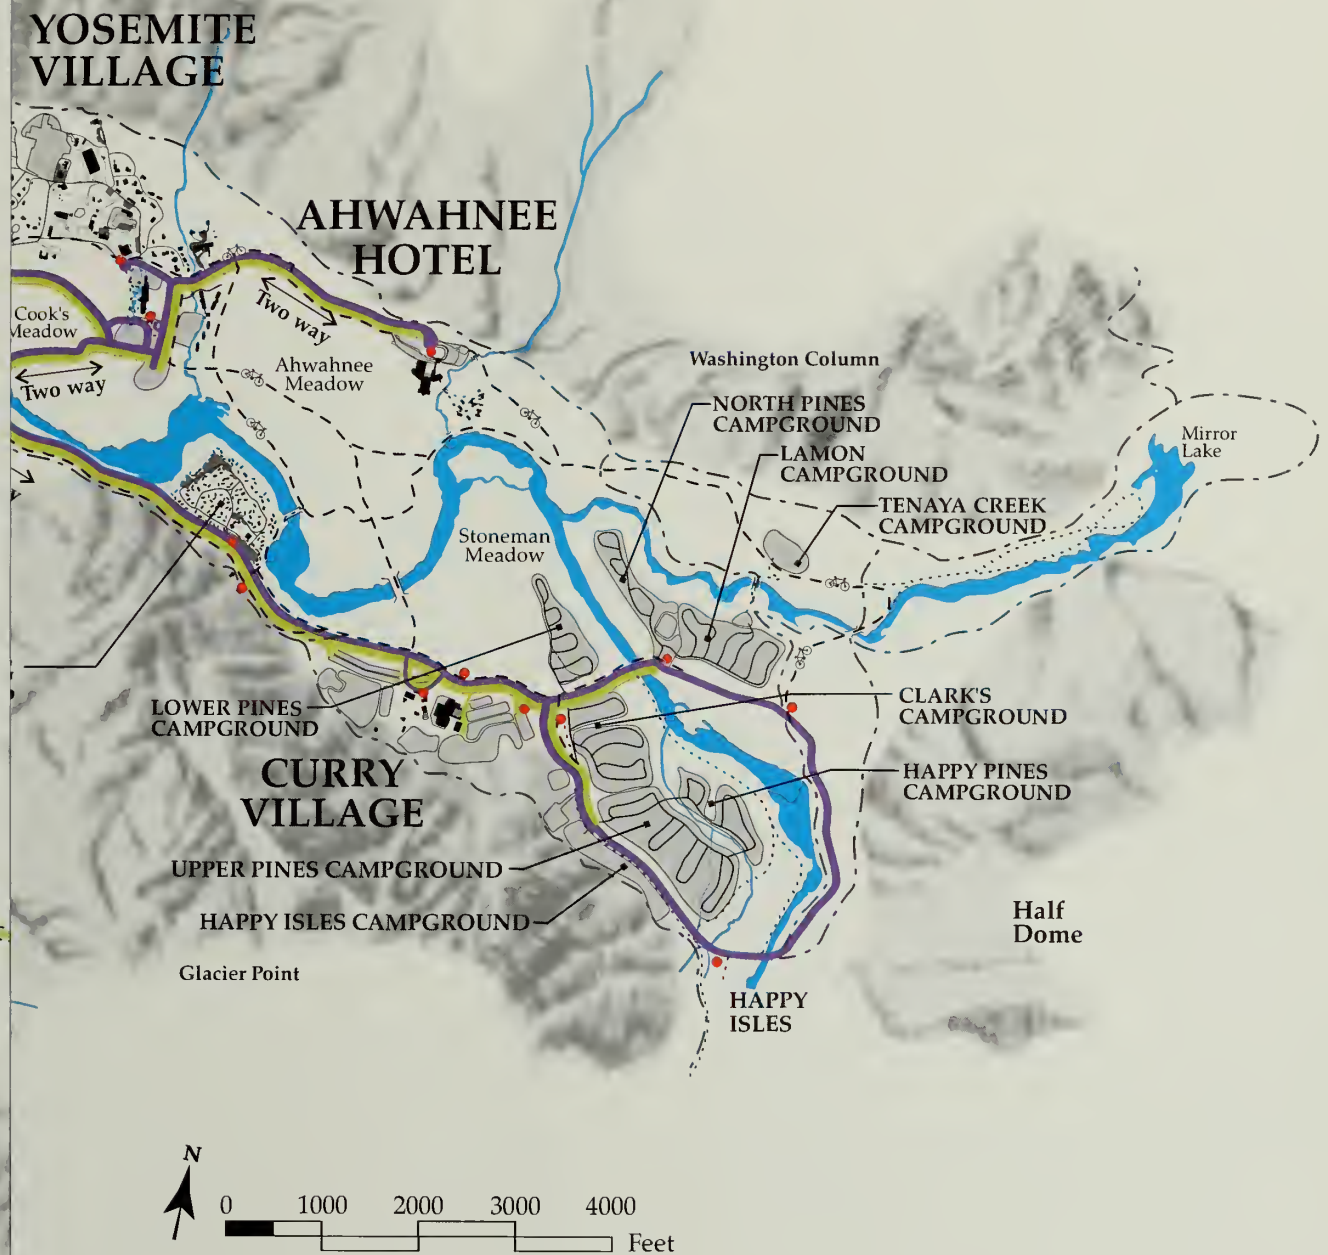 YOSEMITE
VILLAGE
AHWAHNEE
HOTEL
Two way
Cook's
Meadow
Ahwahnee
Meadow
Two way
Washington Column
NORTH PINES
CAMPGROUND
LAMON
CAMPGROUND
Mirror
Lake
TENAYA CREEK
CAMPGROUND
Stoneman
Meadow
LOWER PINES
CAMPGROUND
CLARK'S
CAMPGROUND
CURRY
VILLAGE
HAPPY PINES
CAMPGROUND
UPPER PINES CAMPGROUND
HAPPY ISLES CAMPGROUND
Half
Dome
Glacier Point
HAPPY
ISLES
N
0 1000 2000 3000 4000
Feet